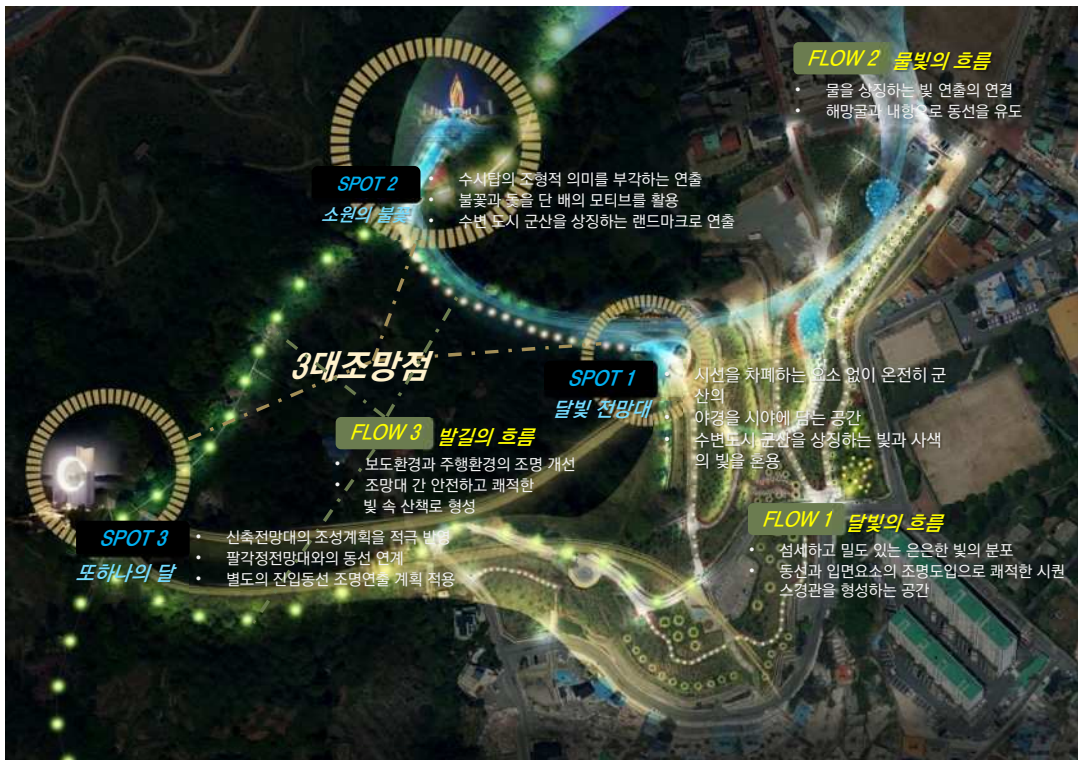 FLOW 2 물빛의 흐름
• 물을 상징하는 빛 연출의 연결
• 해망굴과 내항으로 동선을 유도
SPOT 2
소원의 불꽃
• 수시탑의 조형적 의미를 부각하는 연출
• 불꽃과 돛을 단 배의 모티브를 활용
• 수변 도시 군산을 상징하는 랜드마크로 연출
3대조망점
SPOT 1
달빛 전망대
• 시선을 차폐하는 요소 없이 온전히 군
산의
• 야경을 시야에 담는 공간
• 수변도시 군산을 상징하는 빛과 사색
의 빛을 혼용
FLOW 3 발길의 흐름
• 보도환경과 주행환경의 조명 개선
• 조망대 간 안전하고 쾌적한
빛 속 산책로 형성
SPOT 3
또하나의 달
• 신축전망대의 조성계획을 적극 반영
• 팔각정전망대와의 동선 연계
• 별도의 진입동선 조명연출 계획 적용
FLOW 1 달빛의 흐름
• 섬세하고 밀도 있는 은은한 빛의 분포
• 동선과 입면요소의 조명도입으로 쾌적한 시퀀
스경관을 형성하는 공간